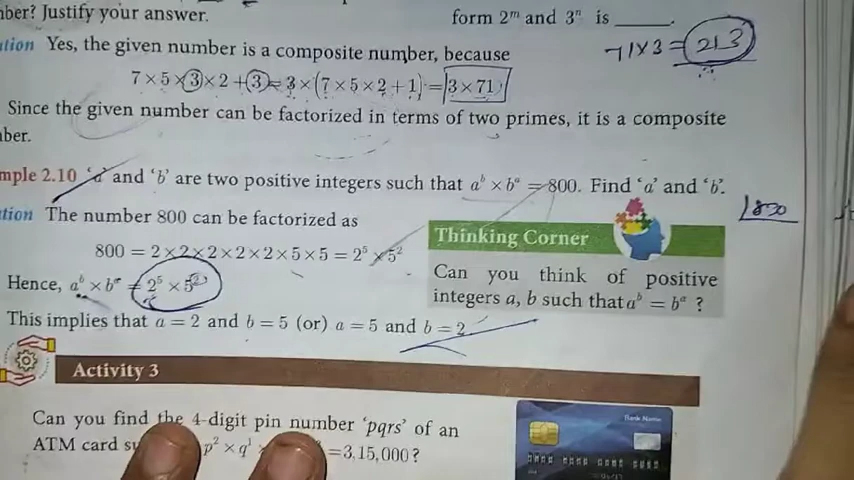 ber? Justify your answer.
form 2ᵐ and 3ⁿ is ______.
71×3 = 213
tion Yes, the given number is a composite number, because
7 × 5 × 3 × 2 + 3 = 3 × (7 × 5 × 2 + 1) = 3 × 71
Since the given number can be factorized in terms of two primes, it is a composite
ber.
mple 2.10 'a' and 'b' are two positive integers such that aᵇ × bᵃ = 800. Find 'a' and 'b'.
tion The number 800 can be factorized as
800 = 2 × 2 × 2 × 2 × 2 × 5 × 5 = 2⁵ × 5²
Hence, aᵇ × bᵃ = 2⁵ × 5²
This implies that a = 2 and b = 5 (or) a = 5 and b = 2
Thinking Corner
Can you think of positive
integers a, b such that aᵇ = bᵃ ?
Activity 3
Can you find the 4-digit pin number 'pqrs' of an
ATM card p² × q¹ = 3,15,000?
Bank Name